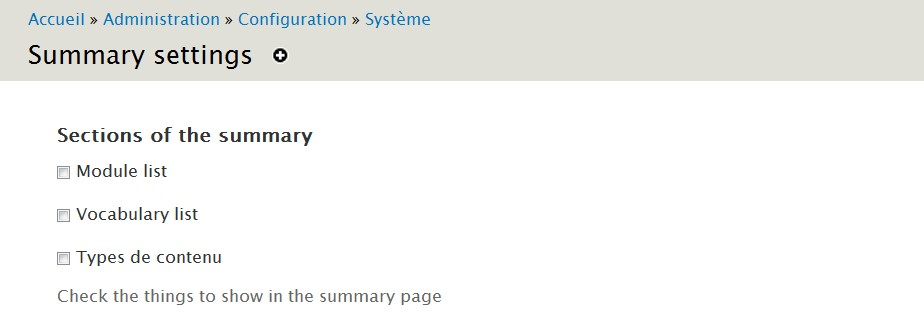 Accueil » Administration » Configuration » Système
Summary settings
Sections of the summary
Module list
Vocabulary list
Types de contenu
Check the things to show in the summary page